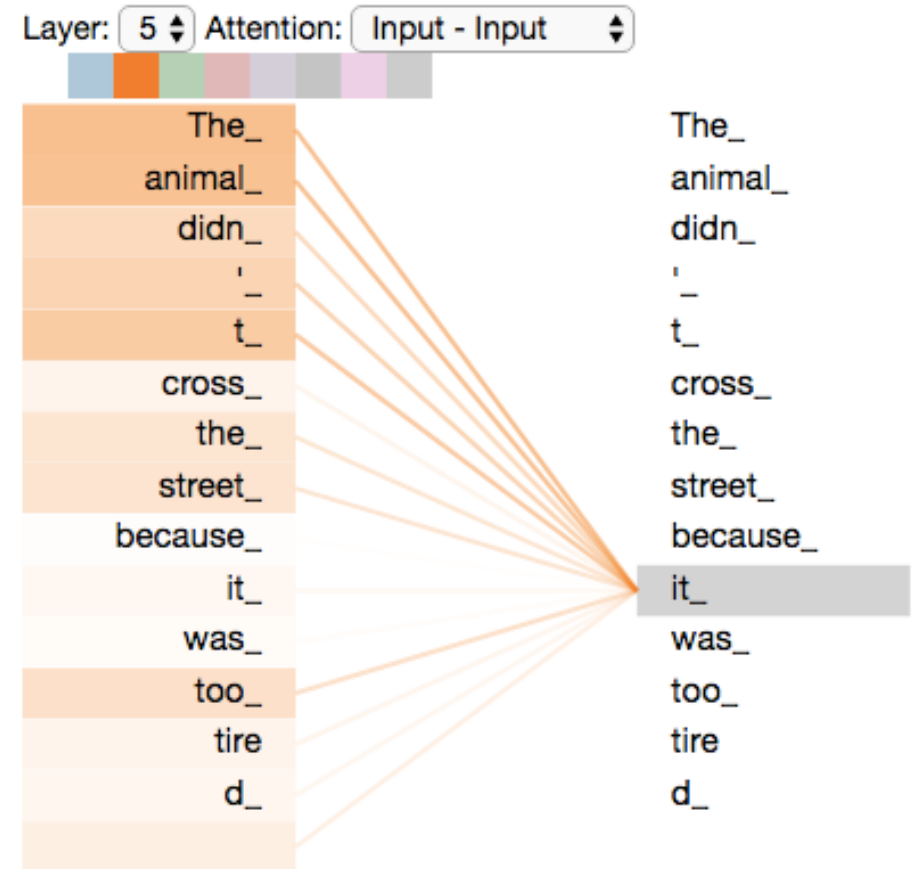 Layer: 5 Attention: Input - Input
The_ The_
animal_ animal_
didn_ didn_
'_ '_
t_ t_
cross_ cross_
the_ the_
street_ street_
because_ because_
it_ it_
was_ was_
too_ too_
tire tire
d_ d_